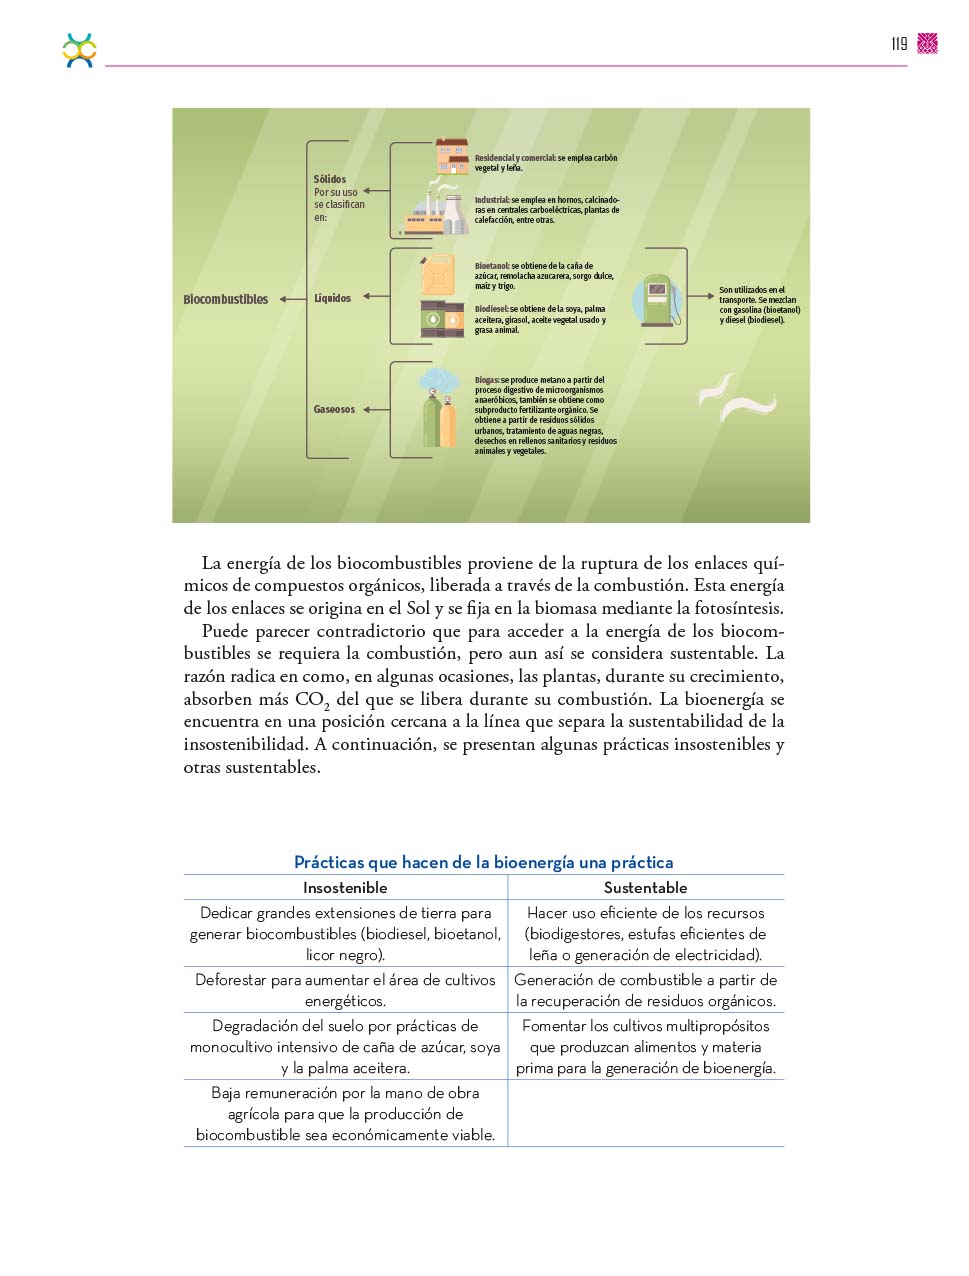 119
Biocombustibles
Sólidos
Por su uso
se clasifican
en:
Residencial y comercial: se emplea carbón
vegetal y leña.
Industrial: se emplea en hornos, calcinado-
ras en centrales carboeléctricas, plantas de
calefacción, entre otras.
Líquidos
Bioetanol: se obtiene de la caña de
azúcar, remolacha azucarera, sorgo dulce,
maíz y trigo.
Biodiesel: se obtiene de la soya, palma
aceitera, girasol, aceite vegetal usado y
grasa animal.
Son utilizados en el
transporte. Se mezclan
con gasolina (bioetanol)
y diesel (biodiesel).
Gaseosos
Biogas: se produce metano a partir del
proceso digestivo de microorganismos
anaeróbicos, también se obtiene como
subproducto fertilizante orgánico. Se
obtiene a partir de residuos sólidos
urbanos, tratamiento de aguas negras,
desechos en rellenos sanitarios y residuos
animales y vegetales.
La energía de los biocombustibles proviene de la ruptura de los enlaces quí-
micos de compuestos orgánicos, liberada a través de la combustión. Esta energía
de los enlaces se origina en el Sol y se fija en la biomasa mediante la fotosíntesis.
Puede parecer contradictorio que para acceder a la energía de los biocom-
bustibles se requiera la combustión, pero aun así se considera sustentable. La
razón radica en como, en algunas ocasiones, las plantas, durante su crecimiento,
absorben más CO2 del que se libera durante su combustión. La bioenergía se
encuentra en una posición cercana a la línea que separa la sustentabilidad de la
insostenibilidad. A continuación, se presentan algunas prácticas insostenibles y
otras sustentables.
Prácticas que hacen de la bioenergía una práctica
Insostenible
Sustentable
Dedicar grandes extensiones de tierra para
generar biocombustibles (biodiesel, bioetanol,
licor negro).
Hacer uso eficiente de los recursos
(biodigestores, estufas eficientes de
leña o generación de electricidad).
Deforestar para aumentar el área de cultivos
energéticos.
Generación de combustible a partir de
la recuperación de residuos orgánicos.
Degradación del suelo por prácticas de
monocultivo intensivo de caña de azúcar, soya
y la palma aceitera.
Fomentar los cultivos multipropósitos
que produzcan alimentos y materia
prima para la generación de bioenergía.
Baja remuneración por la mano de obra
agrícola para que la producción de
biocombustible sea económicamente viable.